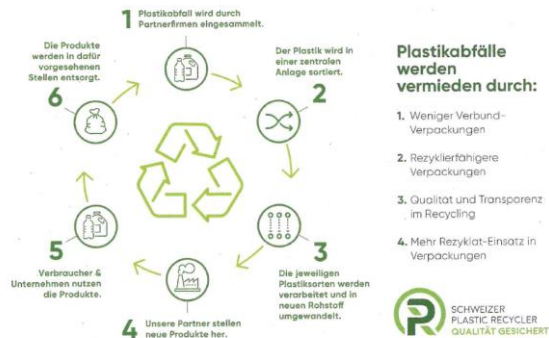 1 Plastikabfall wird durch
Partnerfirmen eingesammelt.
Der Plastik wird in
einer zentralen
Anlage sortiert.
2
3
Die jeweiligen
Plastiksorten werden
verarbeitet und in
neuen Rohstoff
umgewandelt.
4 Unsere Partner stellen
neue Produkte her.
5
Verbraucher &
Unternehmen nutzen
die Produkte.
Die Produkte
werden in dafür
vorgesehenen
Stellen entsorgt.
6
Plastikabfälle
werden
vermieden durch:
1. Weniger Verbund-
Verpackungen
2. Rezyklierfähigere
Verpackungen
3. Qualität und Transparenz
im Recycling
4. Mehr Rezyklat-Einsatz in
Verpackungen
SCHWEIZER
PLASTIC RECYCLER
QUALITÄT GESICHERT